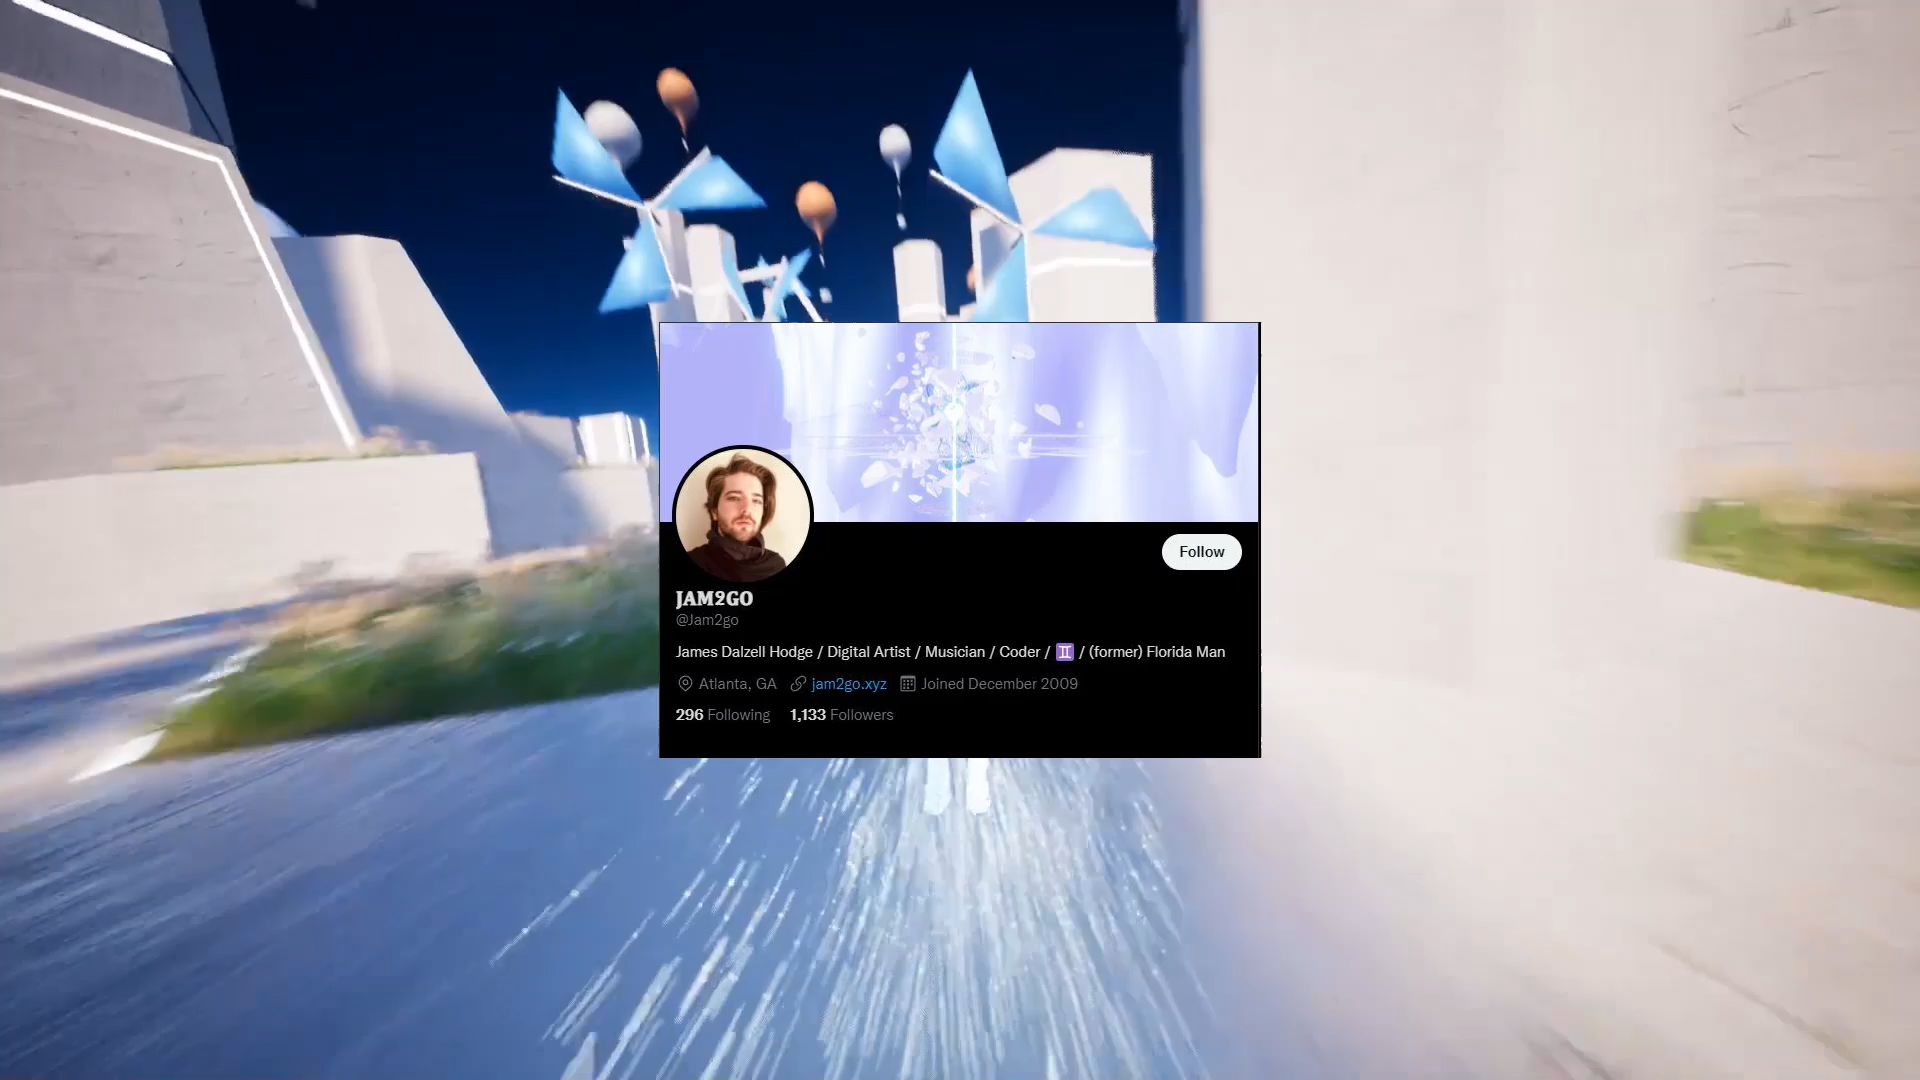 Follow
JAM2GO
@Jam2go
James Dalzell Hodge / Digital Artist / Musician / Coder / ♊ / (former) Florida Man
Atlanta, GA jam2go.xyz Joined December 2009
296 Following 1,133 Followers